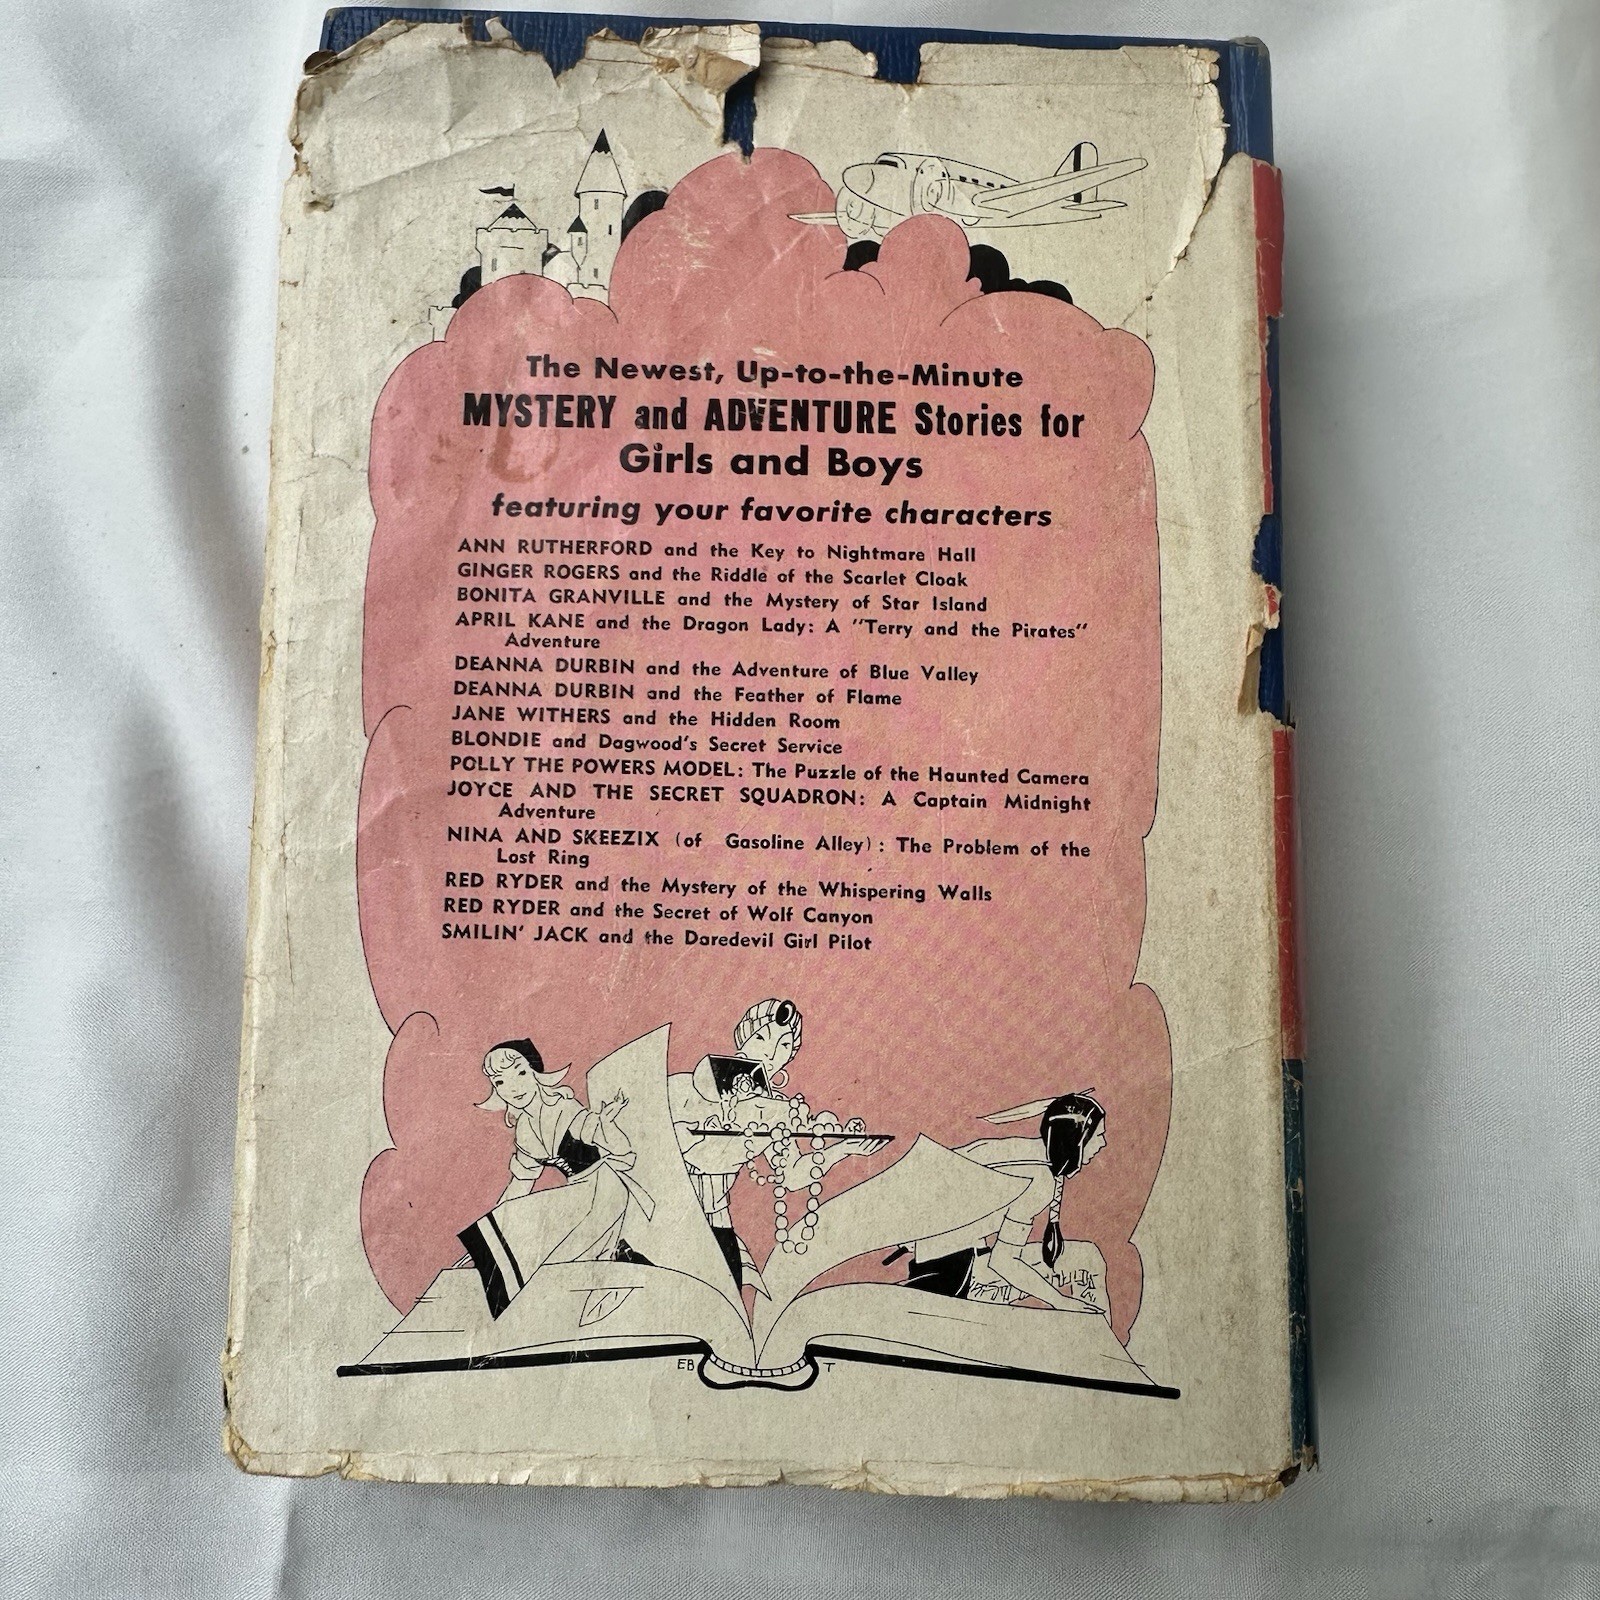 The Newest, Up-to-the-Minute
MYSTERY and ADVENTURE Stories for
Girls and Boys
featuring your favorite characters
ANN RUTHERFORD and the Key to Nightmare Hall
GINGER ROGERS and the Riddle of the Scarlet Cloak
BONITA GRANVILLE and the Mystery of Star Island
APRIL KANE and the Dragon Lady: A "Terry and the Pirates"
Adventure
DEANNA DURBIN and the Adventure of Blue Valley
DEANNA DURBIN and the Feather of Flame
JANE WITHERS and the Hidden Room
BLONDIE and Dagwood's Secret Service
POLLY THE POWERS MODEL: The Puzzle of the Haunted Camera
JOYCE AND THE SECRET SQUADRON: A Captain Midnight
Adventure
NINA AND SKEEZIX (of Gasoline Alley): The Problem of the
Lost Ring
RED RYDER and the Mystery of the Whispering Walls
RED RYDER and the Secret of Wolf Canyon
SMILIN' JACK and the Daredevil Girl Pilot
EB T